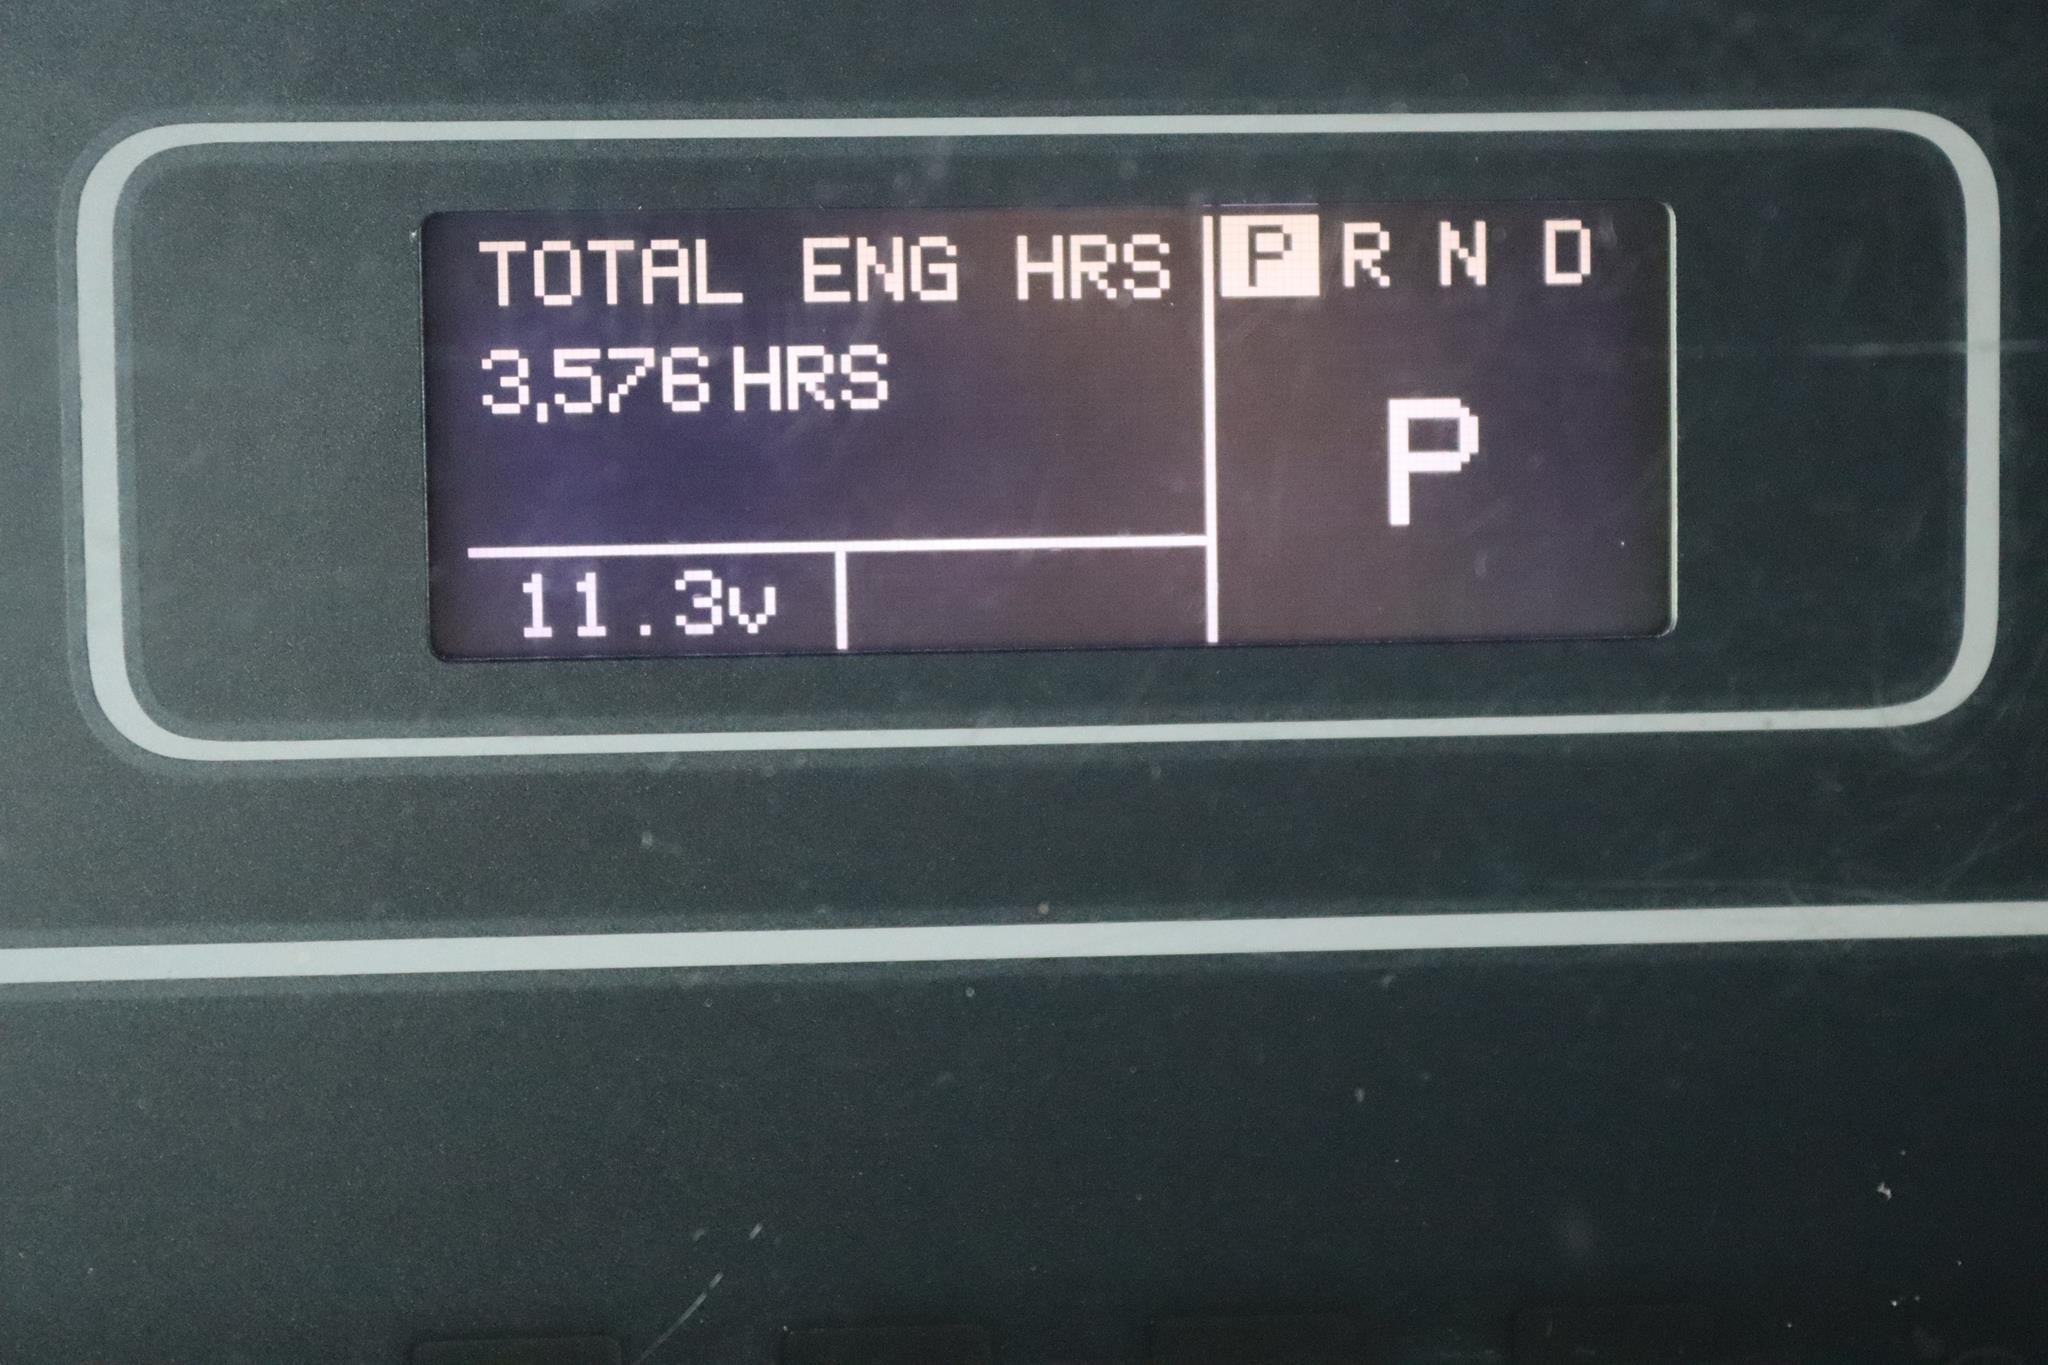 TOTAL ENG HRS
3,576 HRS
11.3v
P R N D
P